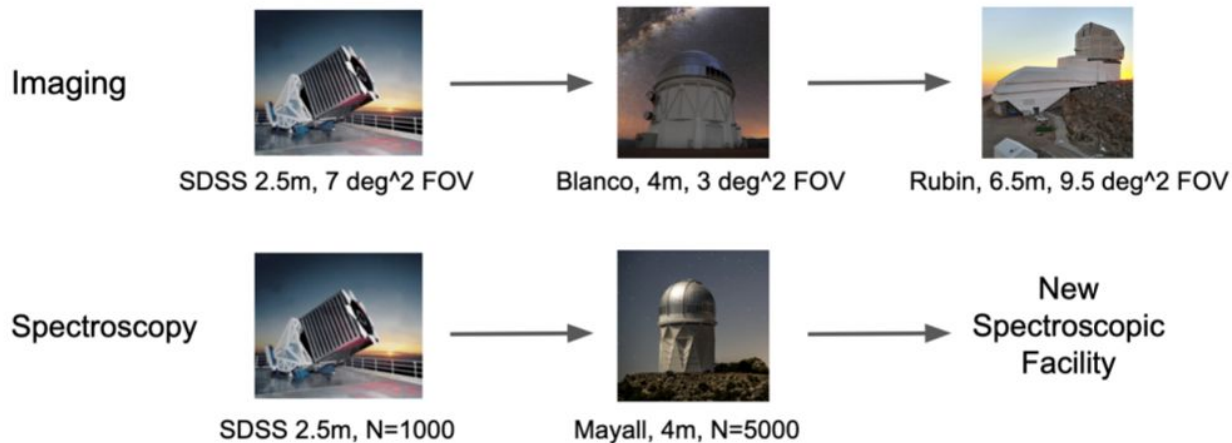 Imaging
SDSS 2.5m, 7 deg^2 FOV
Blanco, 4m, 3 deg^2 FOV
Rubin, 6.5m, 9.5 deg^2 FOV
Spectroscopy
New
Spectroscopic
Facility
SDSS 2.5m, N=1000
Mayall, 4m, N=5000